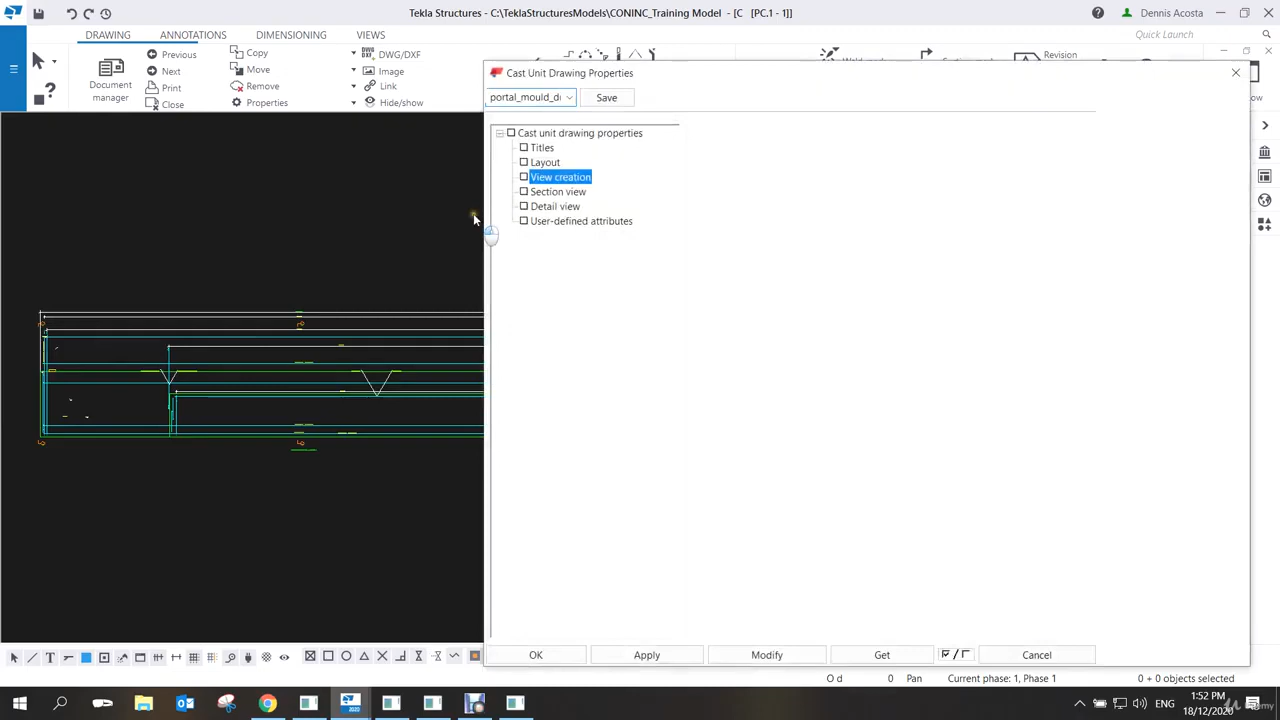 Tekla Structures - C:\TeklaStructuresModels\CONINC_Training Model - [C [PC.1 - 1]]
Dennis Acosta
DRAWING ANNOTATIONS DIMENSIONING VIEWS
Quick Launch
Document manager
Previous
Next
Print
Close
Copy
Move
Remove
Properties
DWG/DXF
Image
Link
Hide/show
Revision
Cast Unit Drawing Properties
portal_mould_di
Save
Cast unit drawing properties
Titles
Layout
View creation
Section view
Detail view
User-defined attributes
OK Apply Modify Get Cancel
O d 0 Pan Current phase: 1, Phase 1 0 + 0 objects selected
ENG
1:52 PM
18/12/2020